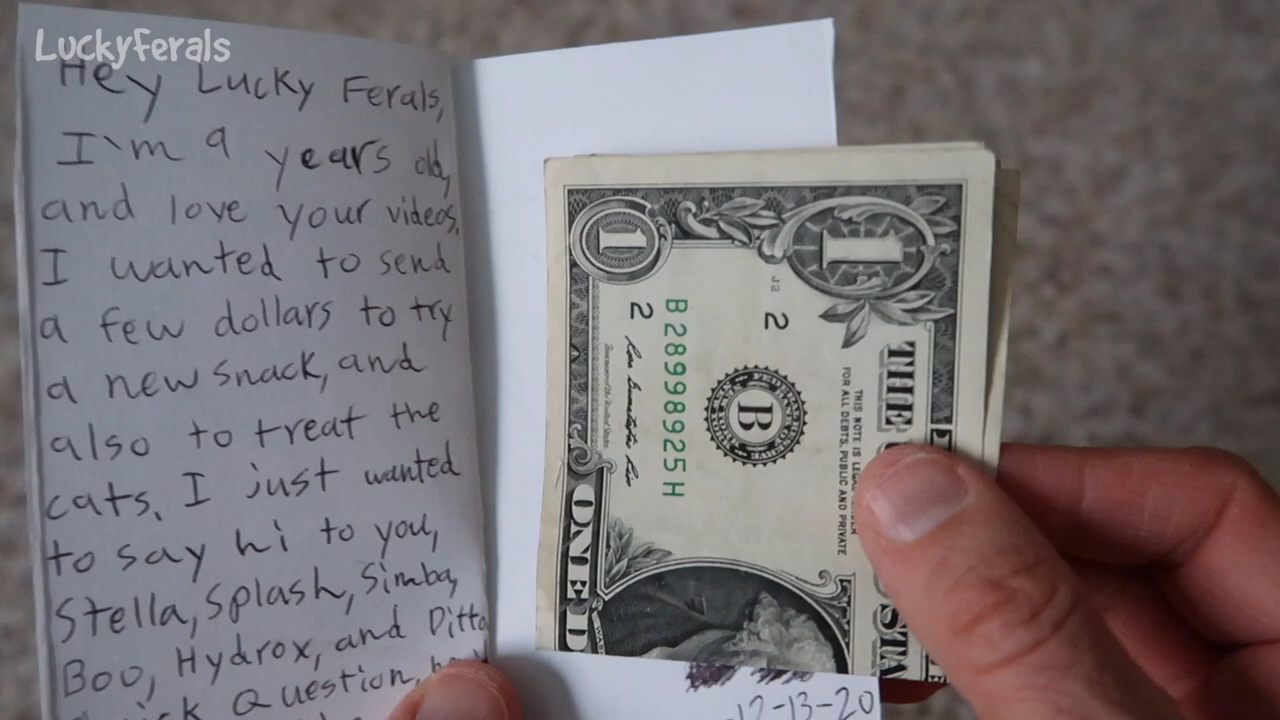 LuckyFerals
Hey Lucky Ferals,
I'm 9 years old,
and love your videos.
I wanted to send
a few dollars to try
a new snack, and
also to treat the
cats. I just wanted
to say hi to you,
Stella, Splash, Simba,
Boo, Hydrox, and Ditto
Question,
12-13-20
1
1
J2
2
B 28998925 H
2
B
THE
THIS NOTE IS
FOR ALL DEBTS, PUBLIC AND PRIVATE
ONE D